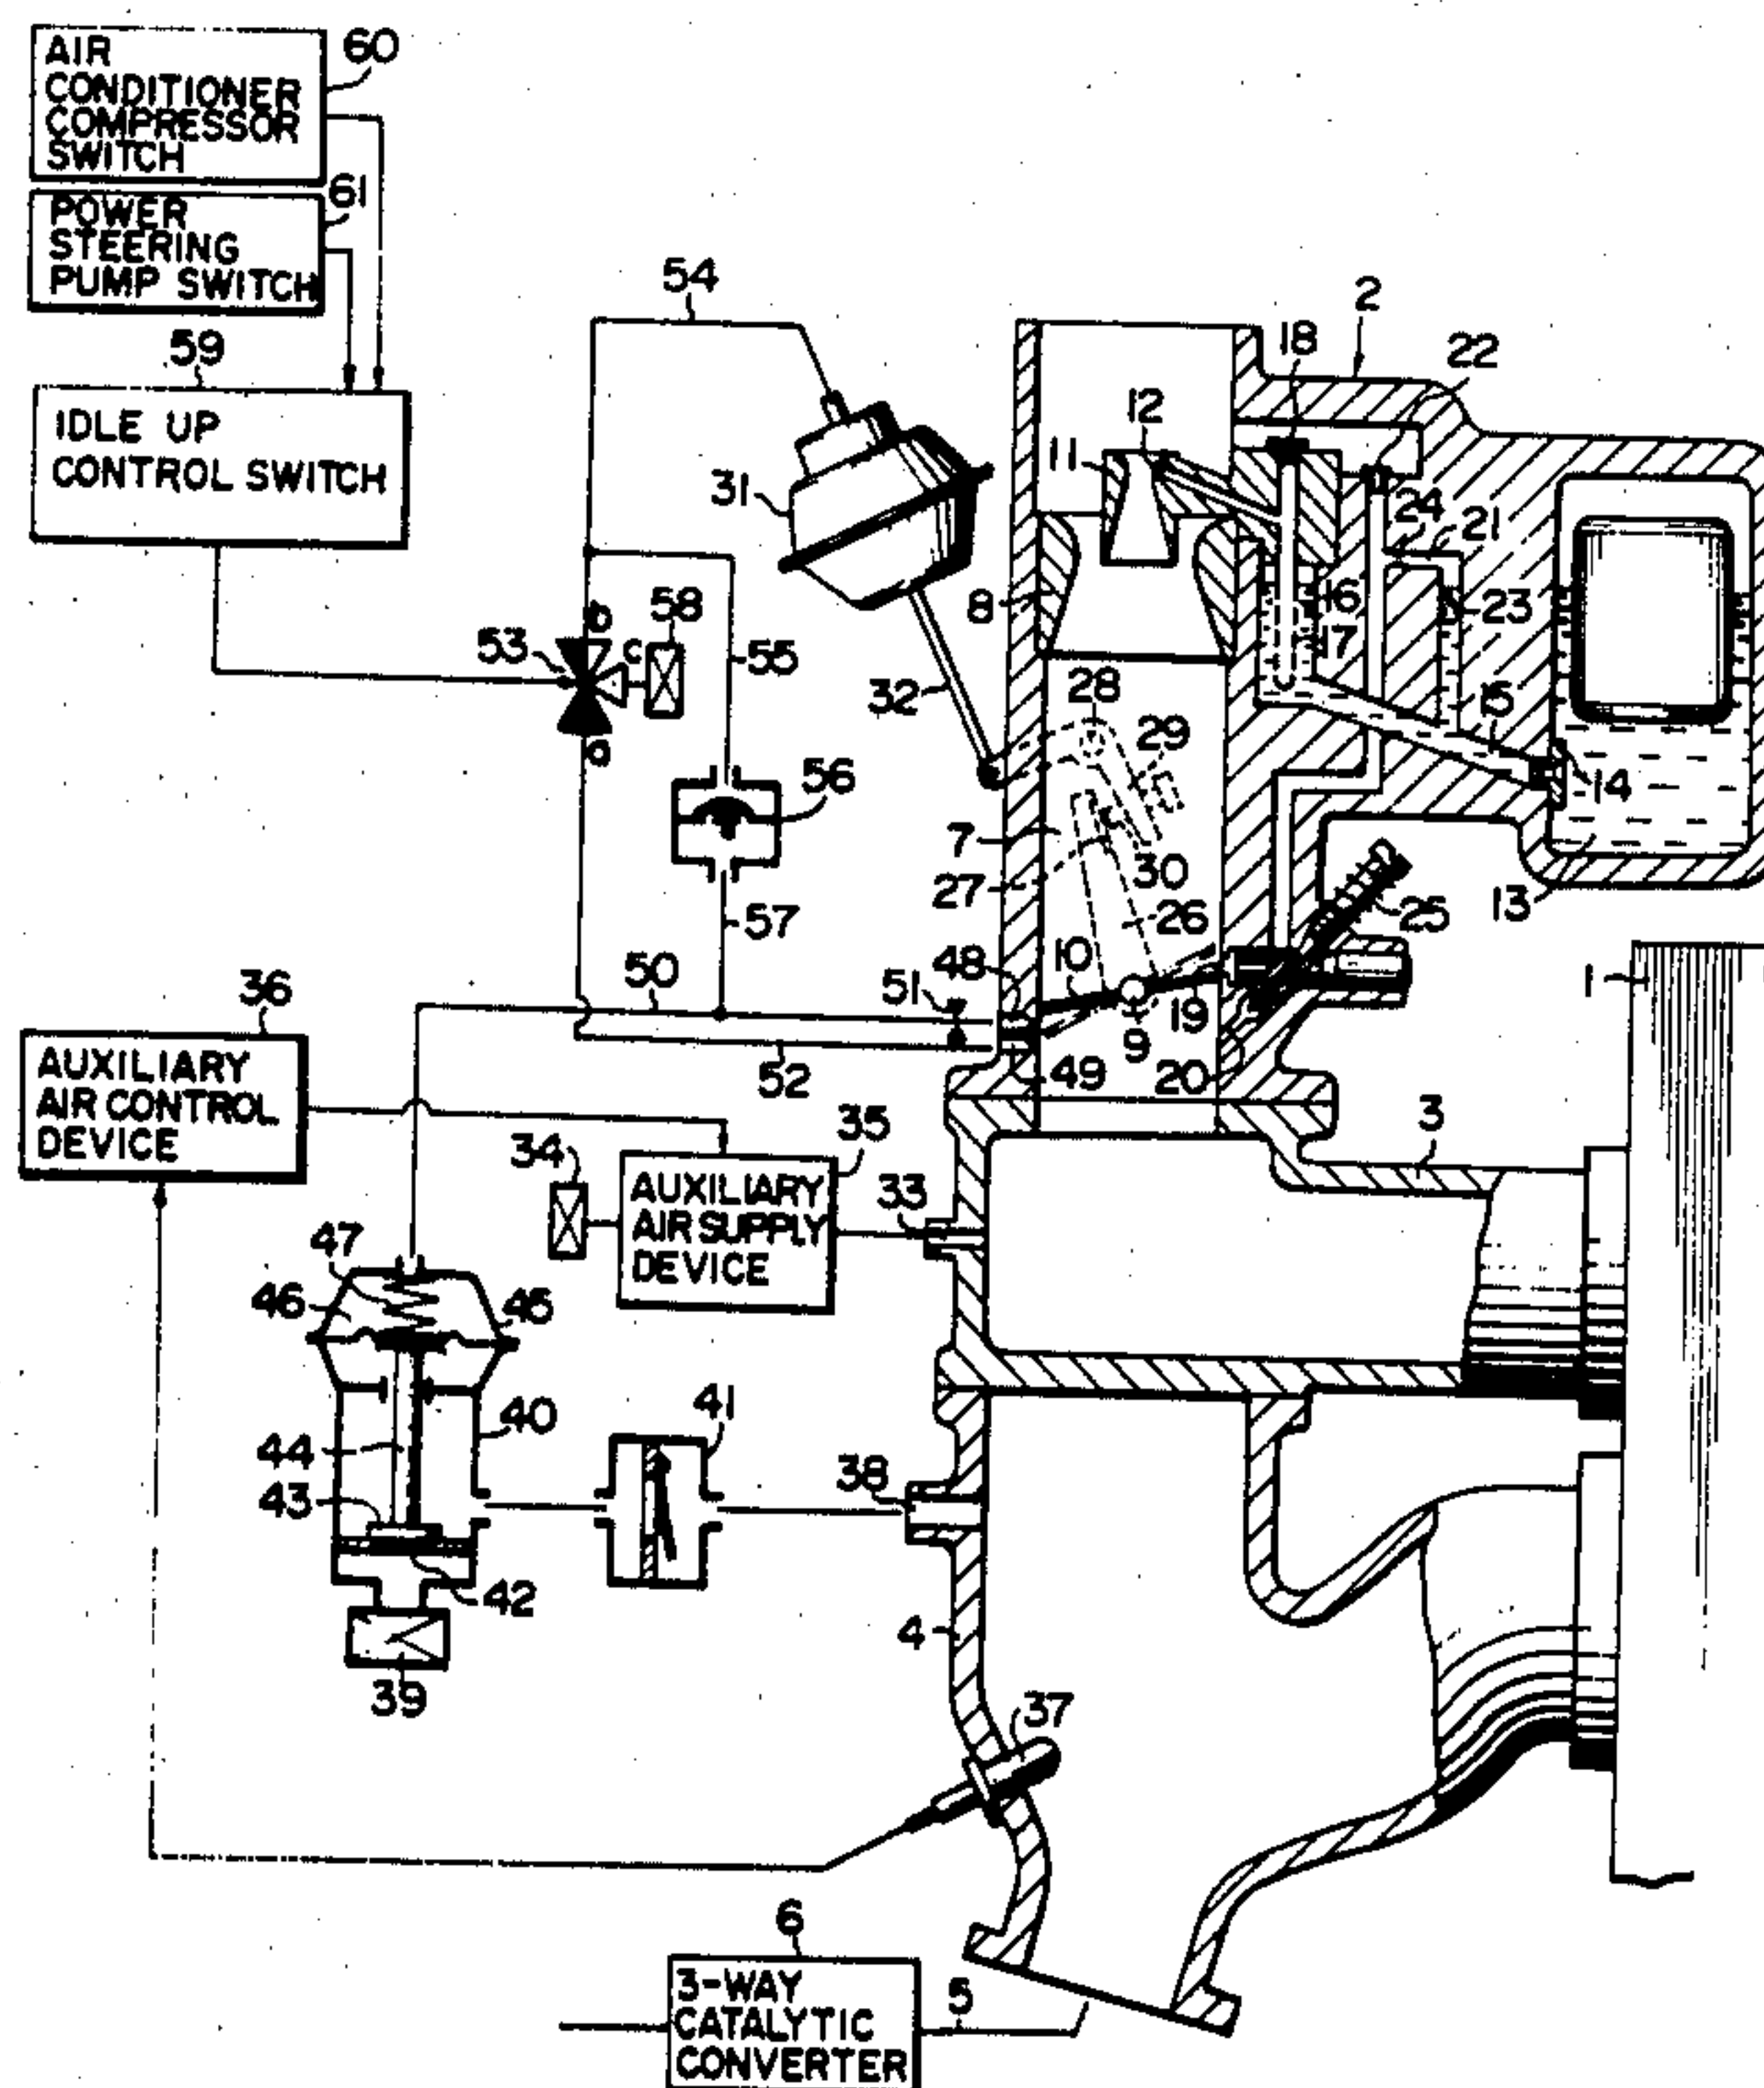 AIR
CONDITIONER
COMPRESSOR
SWITCH
60
POWER
STEERING
PUMP SWITCH
61
59
IDLE UP
CONTROL SWITCH
54
2
18
22
12
11
31
24
21
8
16
23
17
b
58
53
c
55
a
32
28
29
15
14
56
7
27
30
26
25
13
57
50
48
10
51
1
36
19
9
52
49
20
AUXILIARY
AIR CONTROL
DEVICE
3
35
34
33
AUXILIARY
AIR SUPPLY
DEVICE
47
46
45
40
41
44
38
43
42
4
39
37
6
5
3-WAY
CATALYTIC
CONVERTER